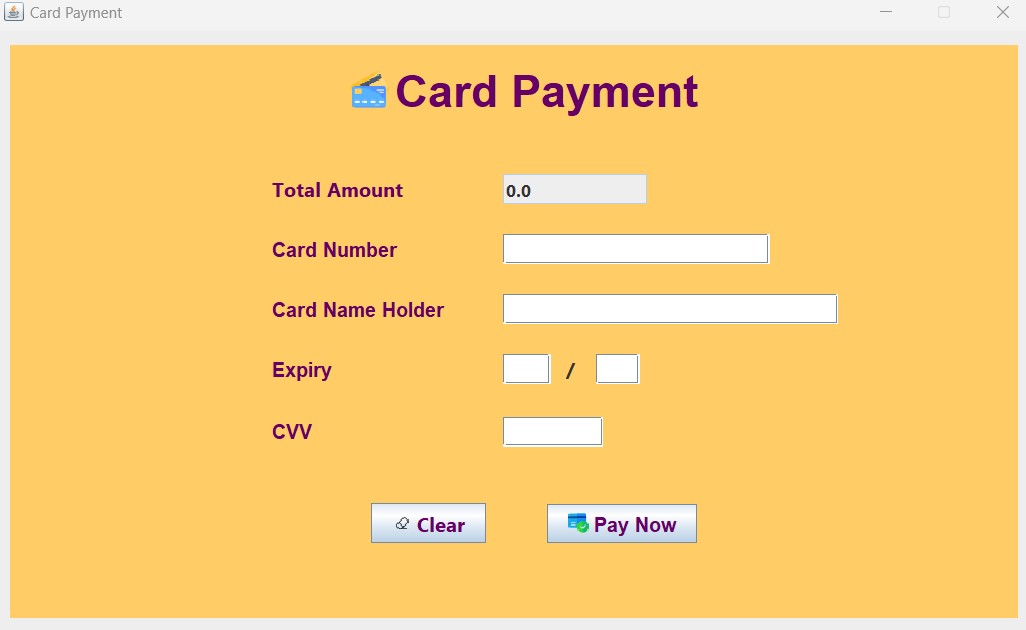 Card Payment
Card Payment
Total Amount 0.0
Card Number
Card Name Holder
Expiry /
CVV
Clear Pay Now